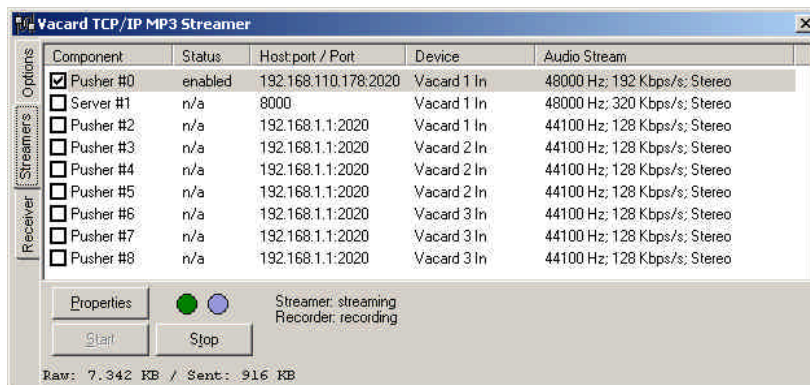 Vacard TCP/IP MP3 Streamer
Options
Streamers
Receiver
Component Status Host:port / Port Device Audio Stream
Pusher #0 enabled 192.168.110.178:2020 Vacard 1 In 48000 Hz; 192 Kbps/s; Stereo
Server #1 n/a 8000 Vacard 1 In 48000 Hz; 320 Kbps/s; Stereo
Pusher #2 n/a 192.168.1.1:2020 Vacard 1 In 44100 Hz; 128 Kbps/s; Stereo
Pusher #3 n/a 192.168.1.1:2020 Vacard 2 In 44100 Hz; 128 Kbps/s; Stereo
Pusher #4 n/a 192.168.1.1:2020 Vacard 2 In 44100 Hz; 128 Kbps/s; Stereo
Pusher #5 n/a 192.168.1.1:2020 Vacard 2 In 44100 Hz; 128 Kbps/s; Stereo
Pusher #6 n/a 192.168.1.1:2020 Vacard 3 In 44100 Hz; 128 Kbps/s; Stereo
Pusher #7 n/a 192.168.1.1:2020 Vacard 3 In 44100 Hz; 128 Kbps/s; Stereo
Pusher #8 n/a 192.168.1.1:2020 Vacard 3 In 44100 Hz; 128 Kbps/s; Stereo
Properties
Streamer: streaming
Recorder: recording
Start Stop
Raw: 7.342 KB / Sent: 916 KB